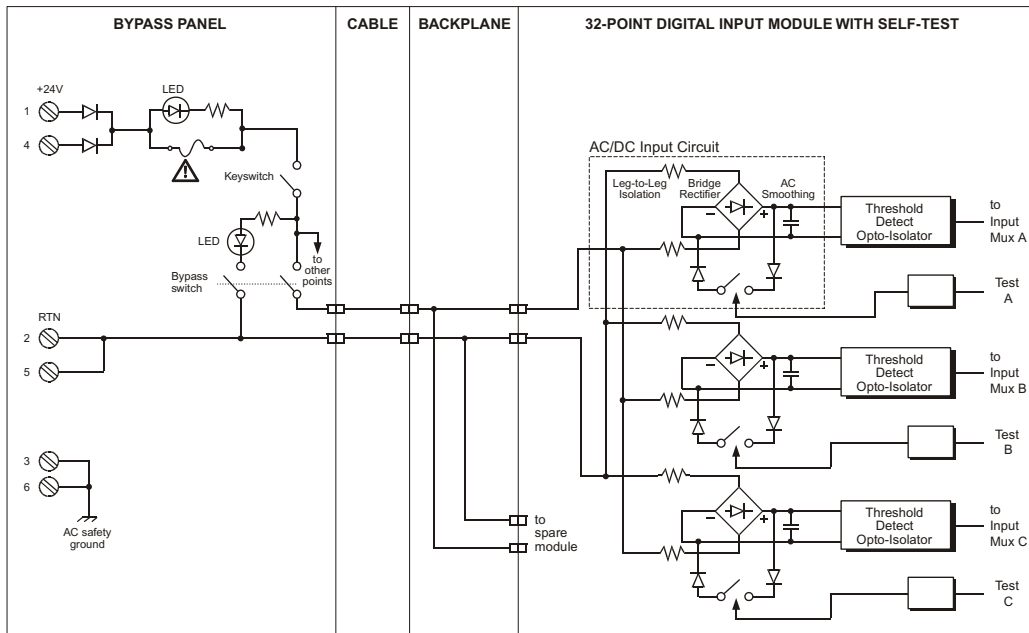 BYPASS PANEL
CABLE
BACKPLANE
32-POINT DIGITAL INPUT MODULE WITH SELF-TEST
+24V
1
4
LED
!
Keyswitch
LED
to
other
points
Bypass
switch
RTN
2
5
3
6
AC safety
ground
to
spare
module
AC/DC Input Circuit
Leg-to-Leg
Isolation
Bridge
Rectifier
AC
Smoothing
– +
Threshold
Detect
Opto-Isolator
to
Input
Mux A
Test
A
– +
Threshold
Detect
Opto-Isolator
to
Input
Mux B
Test
B
– +
Threshold
Detect
Opto-Isolator
to
Input
Mux C
Test
C